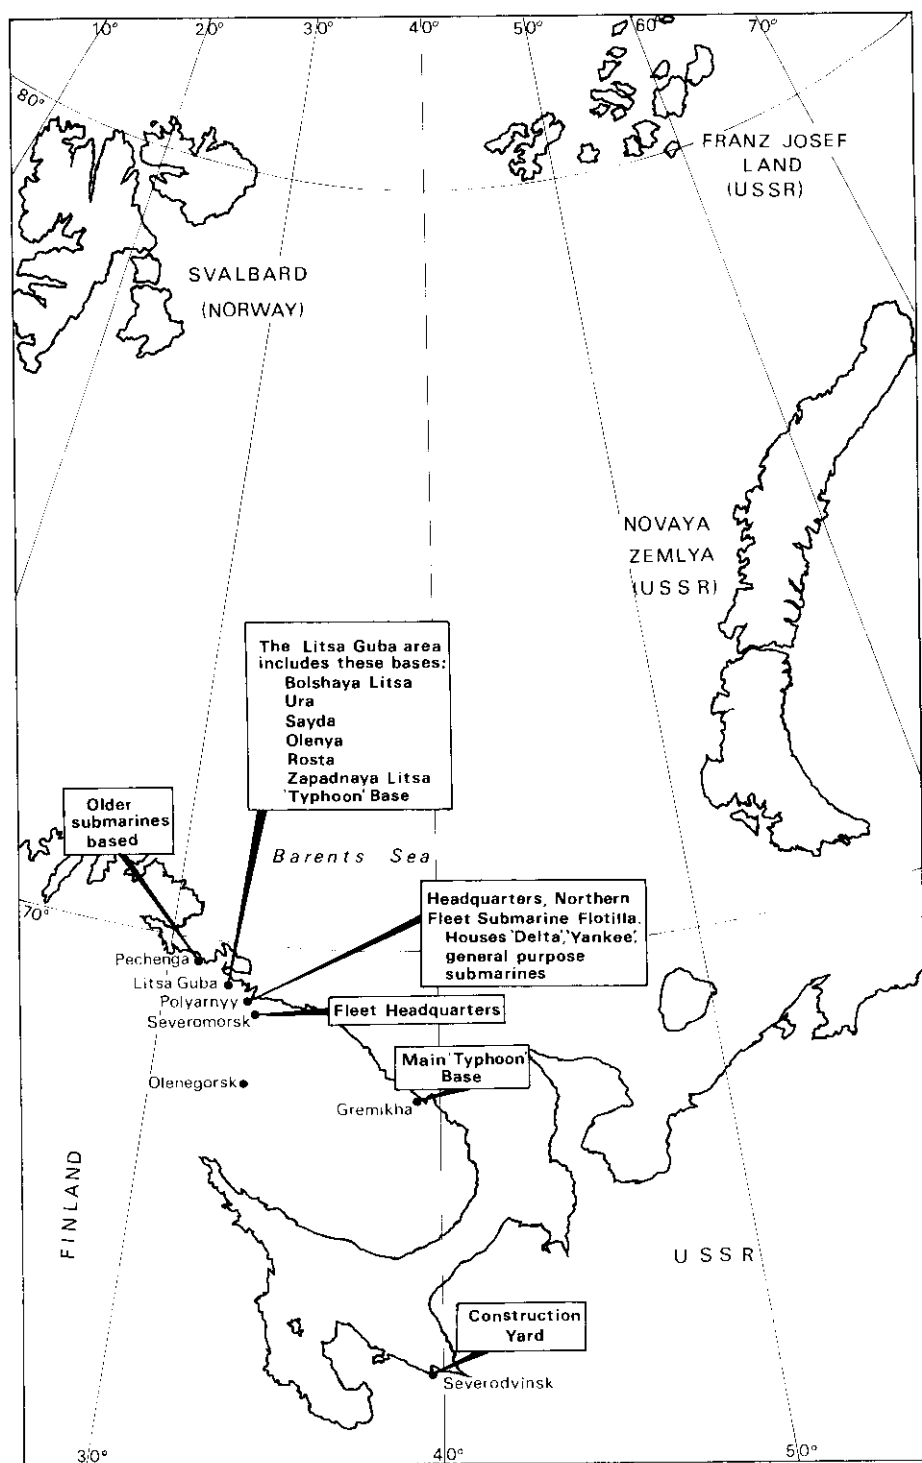 10°
20°
30°
40°
50°
60°
70°
80°
FRANZ JOSEF
LAND
(USSR)
SVALBARD
(NORWAY)
NOVAYA
ZEMLYA
(USSR)
The Litsa Guba area
includes these bases:
Bolshaya Litsa
Ura
Sayda
Olenya
Rosta
Zapadnaya Litsa
'Typhoon' Base
Older
submarines
based
Barents Sea
70°
Headquarters, Northern
Fleet Submarine Flotilla.
Houses 'Delta', 'Yankee',
general purpose
submarines
Pechenga
Litsa Guba
Polyarnyy
Severomorsk
Fleet Headquarters
Main 'Typhoon'
Base
Olenegorsk
Gremikha
FINLAND
USSR
Construction
Yard
Severodvinsk
30°
40°
50°